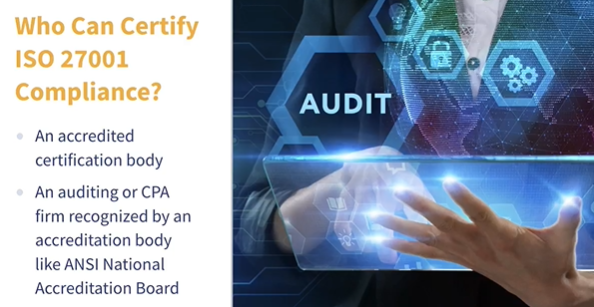 Who Can Certify
ISO 27001
Compliance?
An accredited
certification body
An auditing or CPA
firm recognized by an
accreditation body
like ANSI National
Accreditation Board
AUDIT